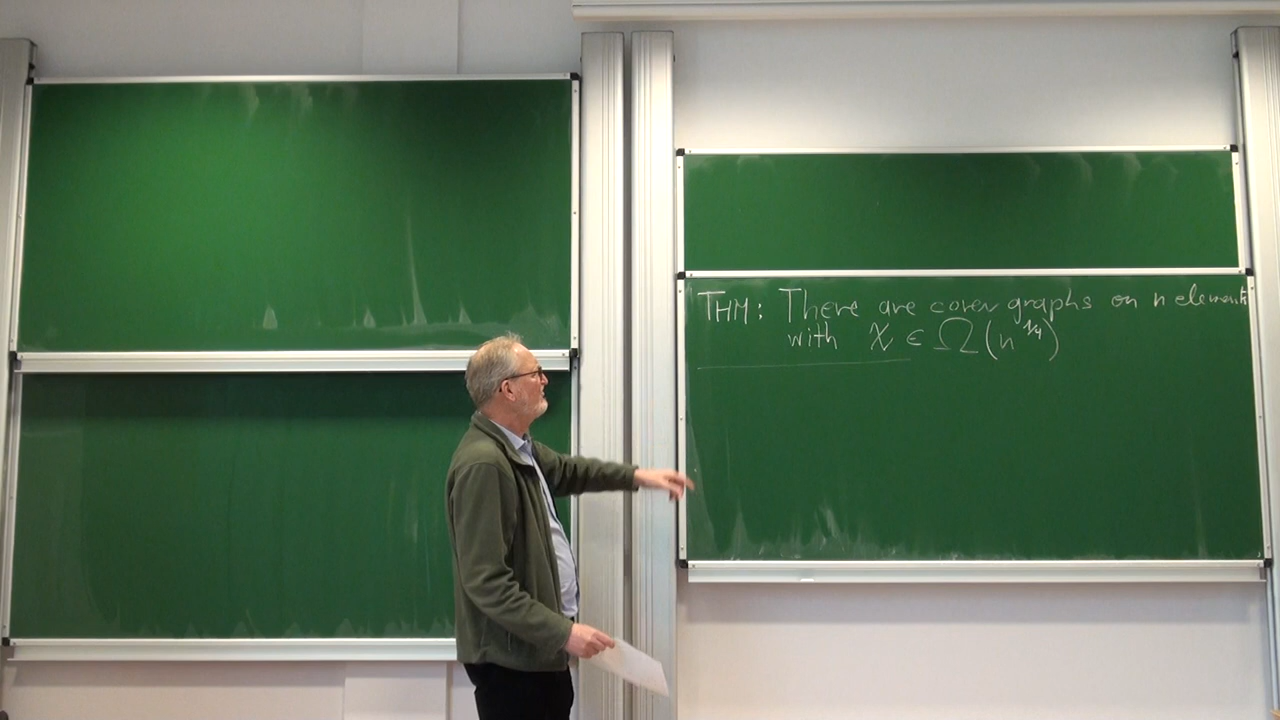 THM: There are cover graphs on n elements
with χ ∈ Ω(n^1/4)